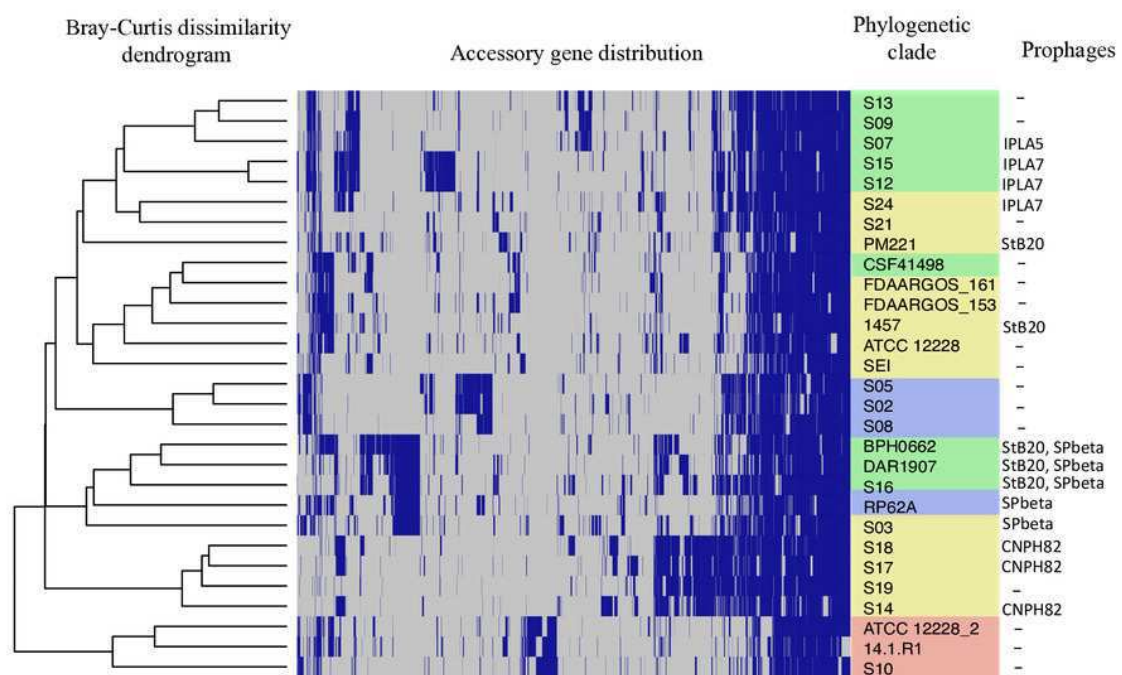 Bray-Curtis dissimilarity
dendrogram
Accessory gene distribution
Phylogenetic
clade
Prophages
S13 –
S09 –
S07 IPLA5
S15 IPLA7
S12 IPLA7
S24 IPLA7
S21 –
PM221 StB20
CSF41498 –
FDAARGOS_161 –
FDAARGOS_153 –
1457 StB20
ATCC 12228 –
SEI –
S05 –
S02 –
S08 –
BPH0662 StB20, SPbeta
DAR1907 StB20, SPbeta
S16 StB20, SPbeta
RP62A SPbeta
S03 SPbeta
S18 CNPH82
S17 CNPH82
S19 –
S14 CNPH82
ATCC 12228_2 –
14.1.R1 –
S10 –